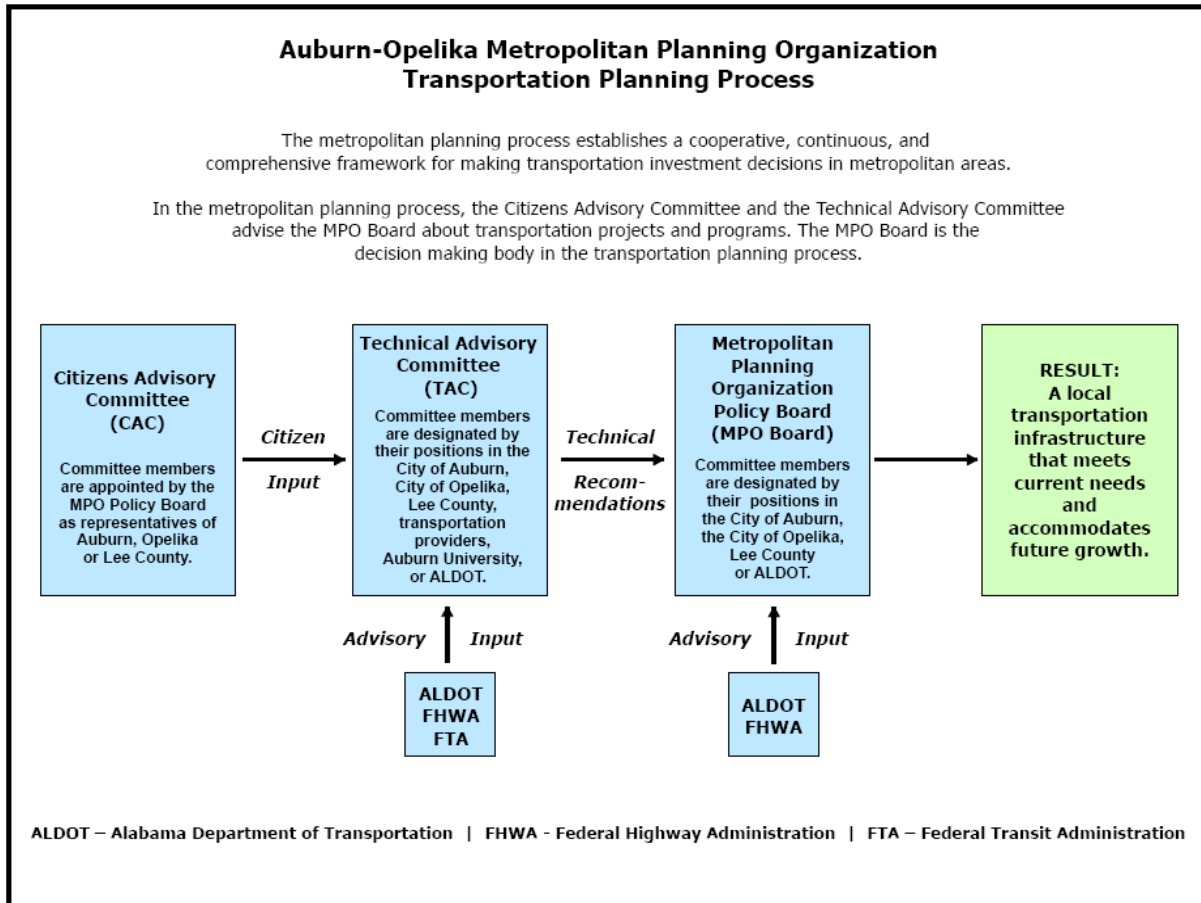 Auburn-Opelika Metropolitan Planning Organization
Transportation Planning Process
The metropolitan planning process establishes a cooperative, continuous, and
comprehensive framework for making transportation investment decisions in metropolitan areas.
In the metropolitan planning process, the Citizens Advisory Committee and the Technical Advisory Committee
advise the MPO Board about transportation projects and programs. The MPO Board is the
decision making body in the transportation planning process.
Citizens Advisory
Committee
(CAC)
Committee members
are appointed by the
MPO Policy Board
as representatives of
Auburn, Opelika
or Lee County.
Citizen
Input
Technical Advisory
Committee
(TAC)
Committee members
are designated by
their positions in the
City of Auburn,
City of Opelika,
Lee County,
transportation
providers,
Auburn University,
or ALDOT.
Technical
Recom-
mendations
Metropolitan
Planning
Organization
Policy Board
(MPO Board)
Committee members
are designated by
their positions in
the City of Auburn,
the City of Opelika,
Lee County
or ALDOT.
RESULT:
A local
transportation
infrastructure
that meets
current needs
and
accommodates
future growth.
Advisory Input
ALDOT
FHWA
FTA
Advisory Input
ALDOT
FHWA
ALDOT – Alabama Department of Transportation | FHWA - Federal Highway Administration | FTA – Federal Transit Administration